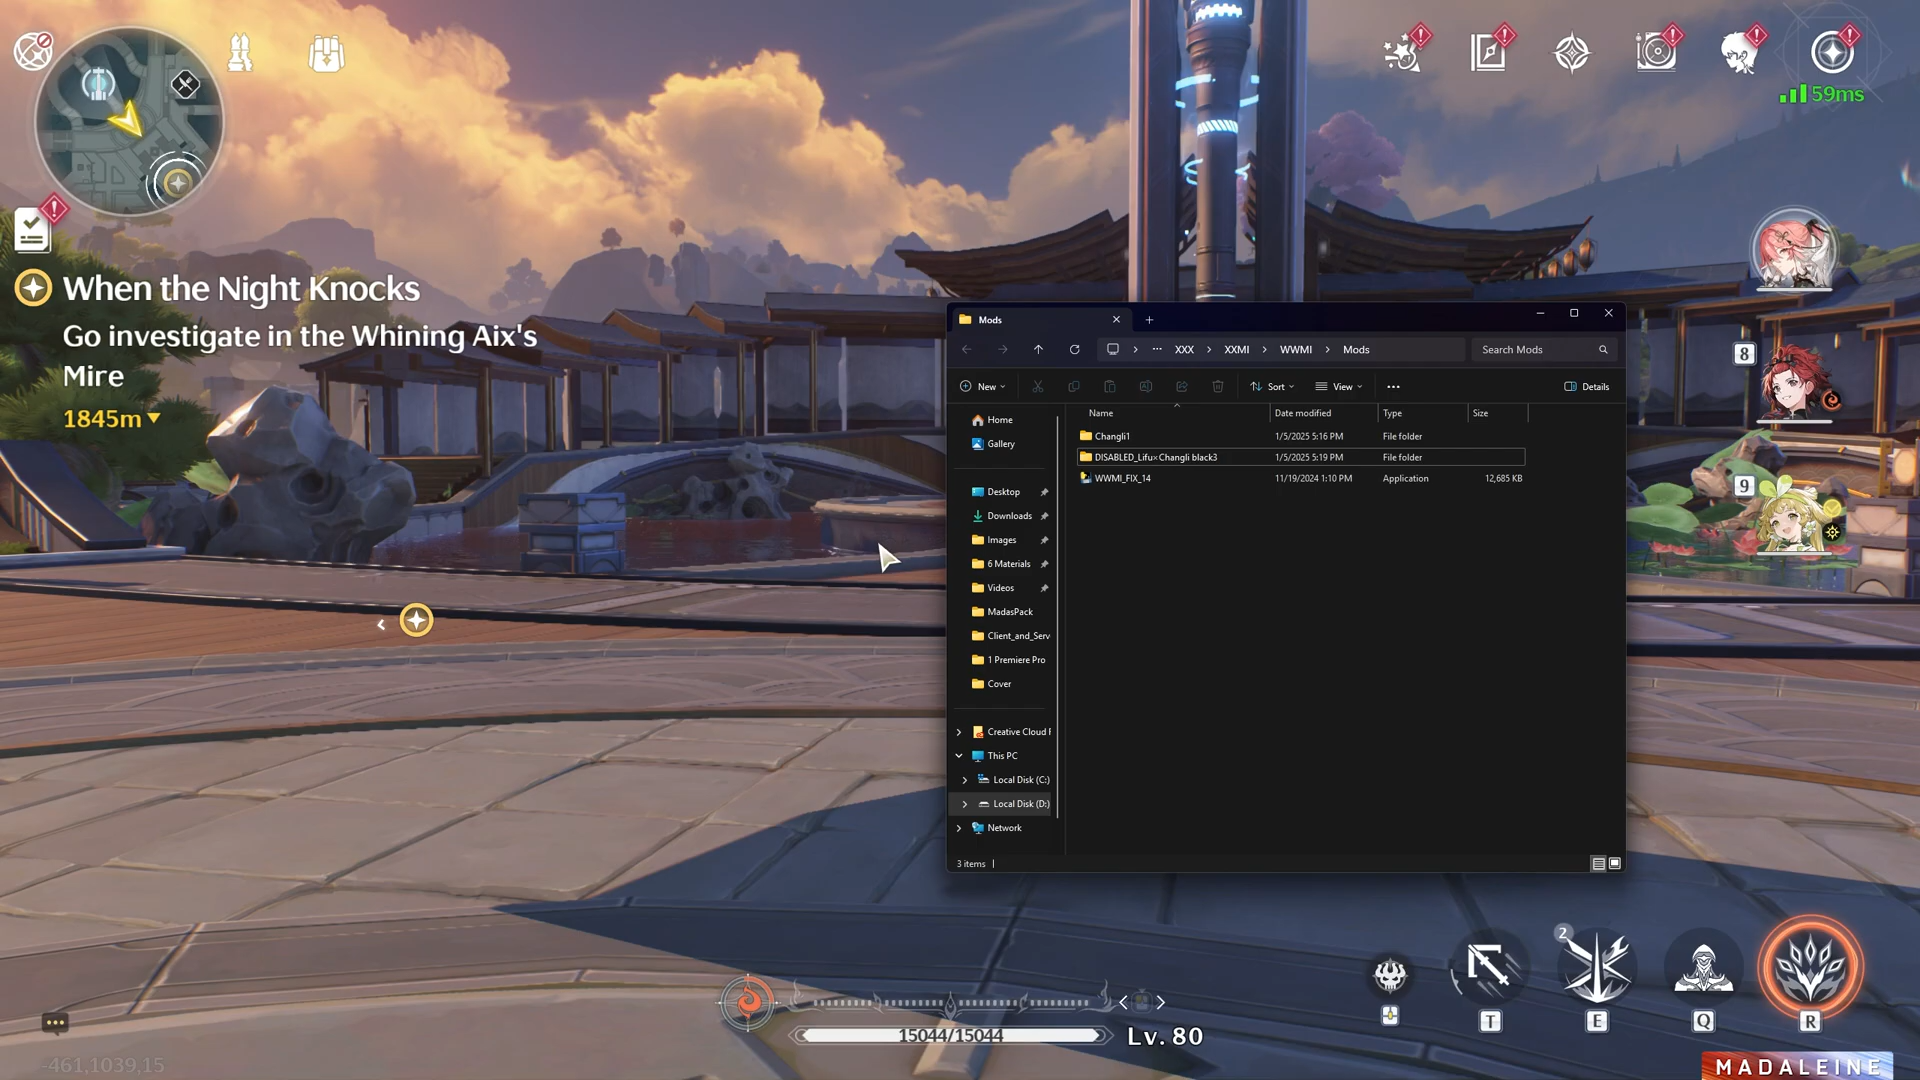 59ms
When the Night Knocks
Go investigate in the Whining Aix's
Mire
1845m
8
9
Mods
XXX
XXMI
WWMI
Mods
Search Mods
New
Sort
View
Details
Name
Date modified
Type
Size
Changli1
1/5/2025 5:16 PM
File folder
DISABLED_Lifu×Changli black3
1/5/2025 5:19 PM
File folder
WWMI_FIX_14
11/19/2024 1:10 PM
Application
12,685 KB
Home
Gallery
Desktop
Downloads
Images
6 Materials
Videos
MadasPack
Client_and_Serv
1 Premiere Pro
Cover
Creative Cloud F
This PC
Local Disk (C:)
Local Disk (D:)
Network
3 items
2
T
E
Q
R
15044/15044
Lv. 80
-461,1039,15
MADALEINE